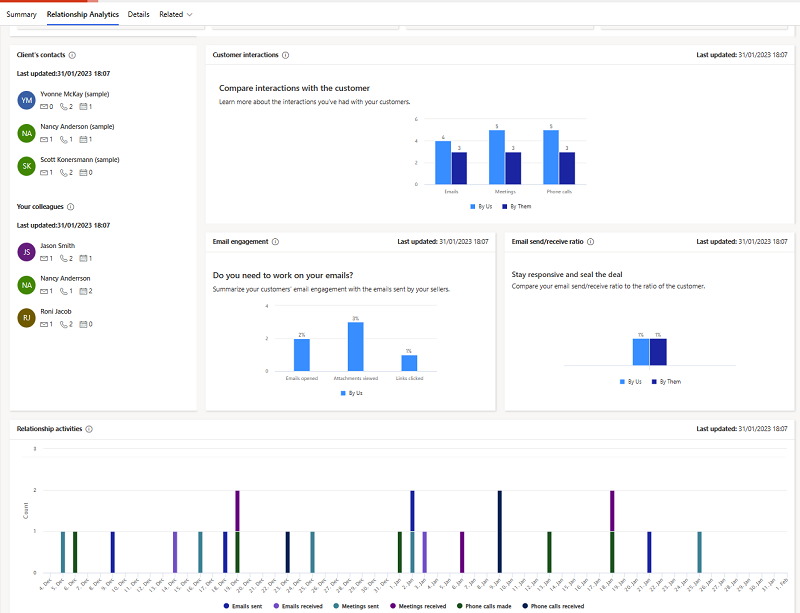 Summary Relationship Analytics Details Related
Client's contacts
Last updated:31/01/2023 18:07
YM Yvonne McKay (sample)
0 2 1
NA Nancy Anderson (sample)
1 1 1
SK Scott Konersmann (sample)
1 2 0
Your colleagues
Last updated:31/01/2023 18:07
JS Jason Smith
1 2 1
NA Nancy Anderrson
1 1 2
RJ Roni Jacob
1 2 0
Customer interactions Last updated: 31/01/2023 18:07
Compare interactions with the customer
Learn more about the interactions you've had with your customers.
6
4
2
0
4 3 5 3 5 3
Emails Meetings Phone calls
By Us By Them
Email engagement Last updated: 31/01/2023 18:07
Do you need to work on your emails?
Summarize your customers' email engagement with the emails sent by your sellers.
4
2
0
2% 3% 1%
Emails opened Attachments viewed Links clicked
By Us
Email send/receive ratio Last updated: 31/01/2023 18:07
Stay responsive and seal the deal
Compare your email send/receive ratio to the ratio of the customer.
1% 1%
By Us By Them
Relationship activities Last updated: 31/01/2023 18:07
Count
3
2
1
0
4. Dec 5. Dec 6. Dec 7. Dec 8. Dec 9. Dec 10. Dec 11. Dec 12. Dec 13. Dec 14. Dec 15. Dec 16. Dec 17. Dec 18. Dec 19. Dec 20. Dec 21. Dec 22. Dec 23. Dec 24. Dec 25. Dec 26. Dec 27. Dec 28. Dec 29. Dec 30. Dec 31. Dec 1. Jan 2. Jan 3. Jan 4. Jan 5. Jan 6. Jan 7. Jan 8. Jan 9. Jan 10. Jan 11. Jan 12. Jan 13. Jan 14. Jan 15. Jan 16. Jan 17. Jan 18. Jan 19. Jan 20. Jan 21. Jan 22. Jan 23. Jan 24. Jan 25. Jan 26. Jan 27. Jan 28. Jan 29. Jan 30. Jan 31. Jan 1. Feb
Emails sent Emails received Meetings sent Meetings received Phone calls made Phone calls received